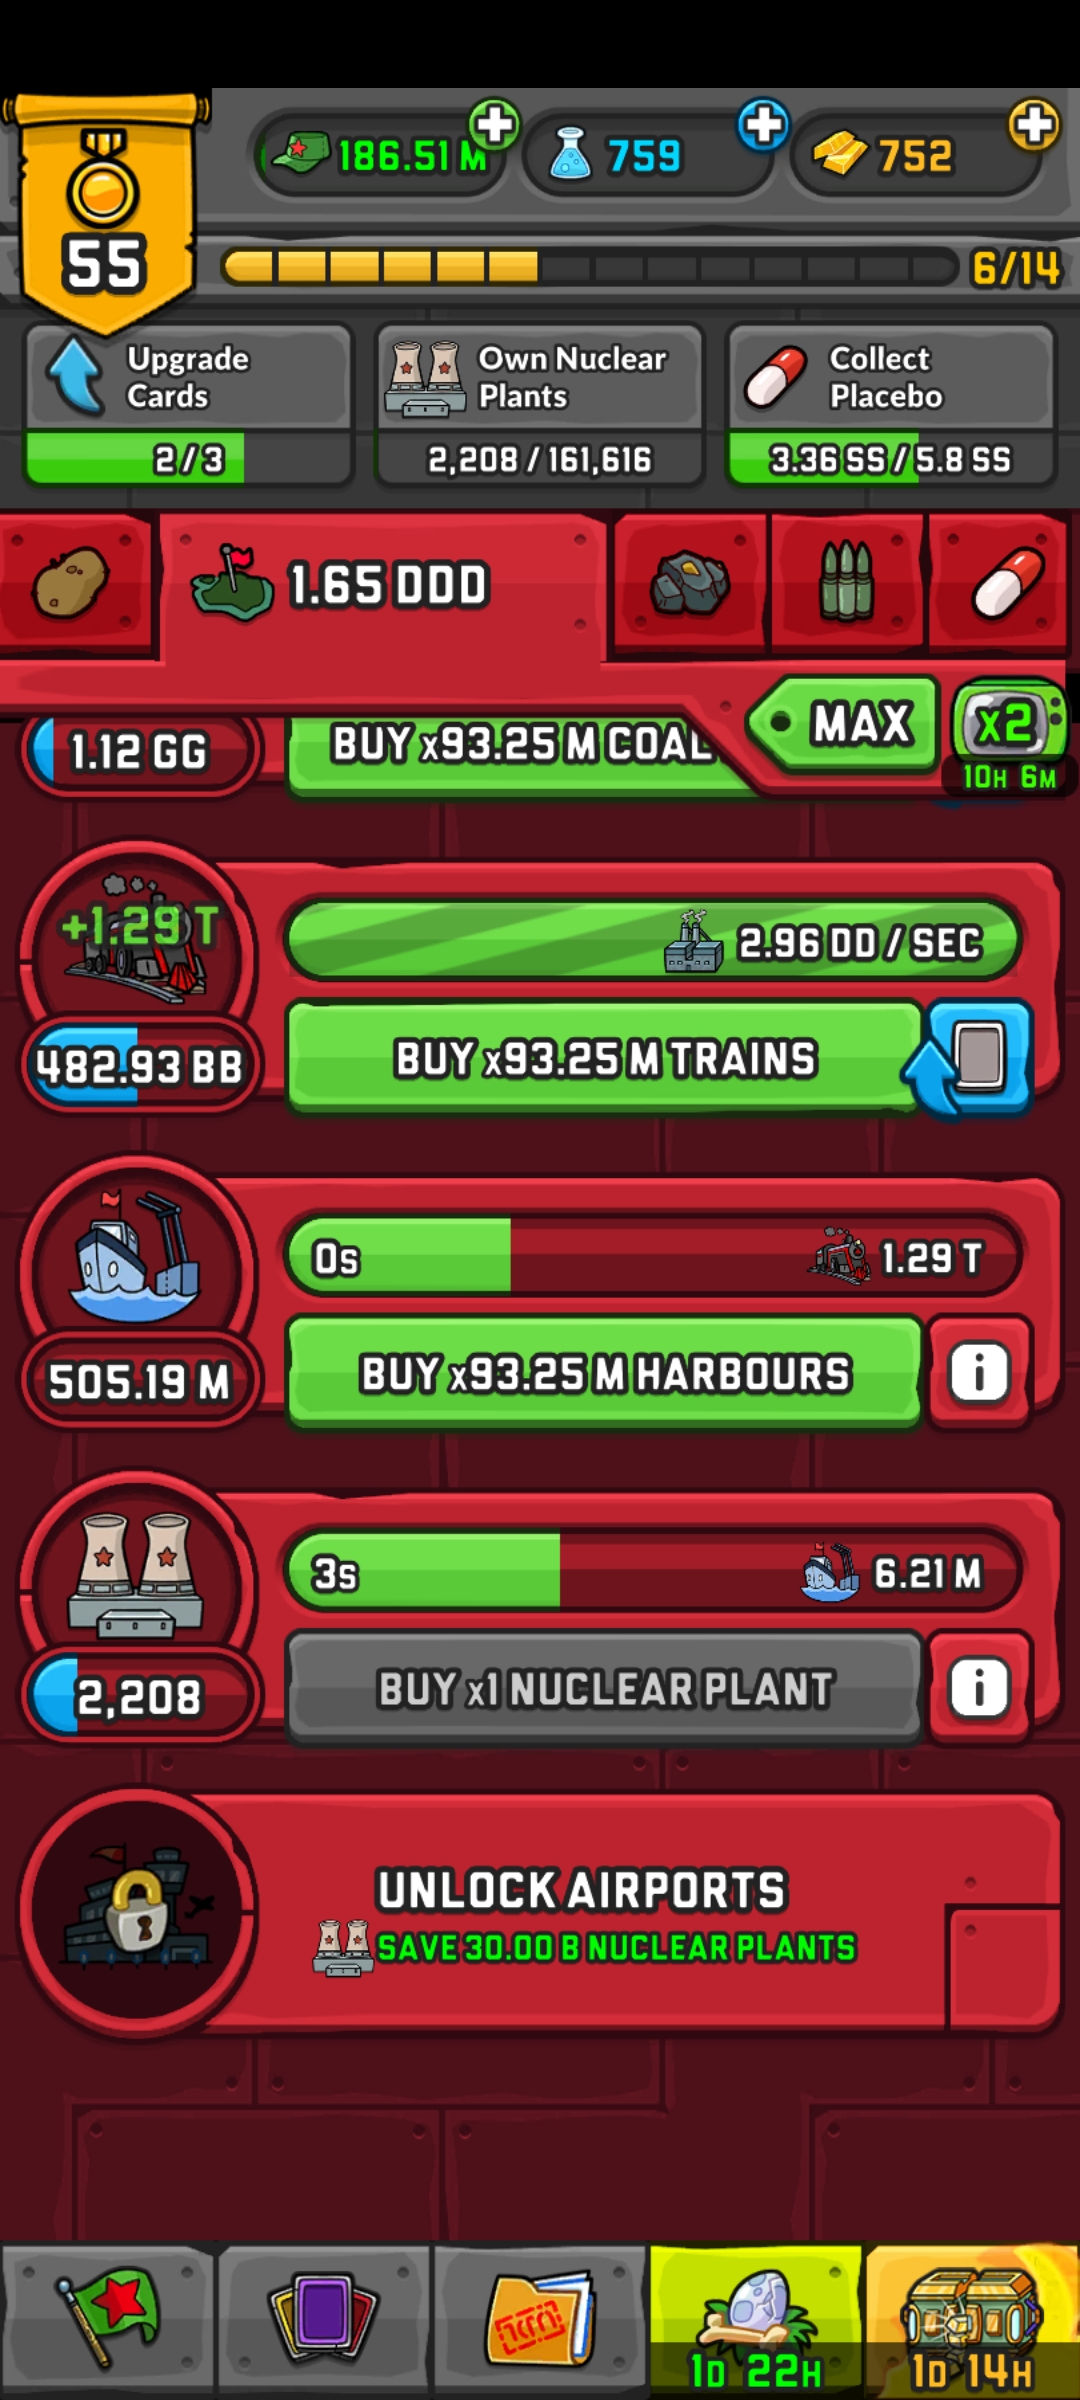 186.51 M
759
752
55
6/14
Upgrade
Cards
2/3
Own Nuclear
Plants
2,208 / 161,616
Collect
Placebo
3.36 SS / 5.8 SS
1.65 DDD
MAX
X2
10H 6M
1.12 GG
BUY x93.25 M COAL
+1.29 T
2.96 DD / SEC
482.93 BB
BUY x93.25 M TRAINS
0s
1.29 T
505.19 M
BUY x93.25 M HARBOURS
i
3s
6.21 M
2,208
BUY x1 NUCLEAR PLANT
i
UNLOCK AIRPORTS
SAVE 30.00 B NUCLEAR PLANTS
1D 22H
1D 14H